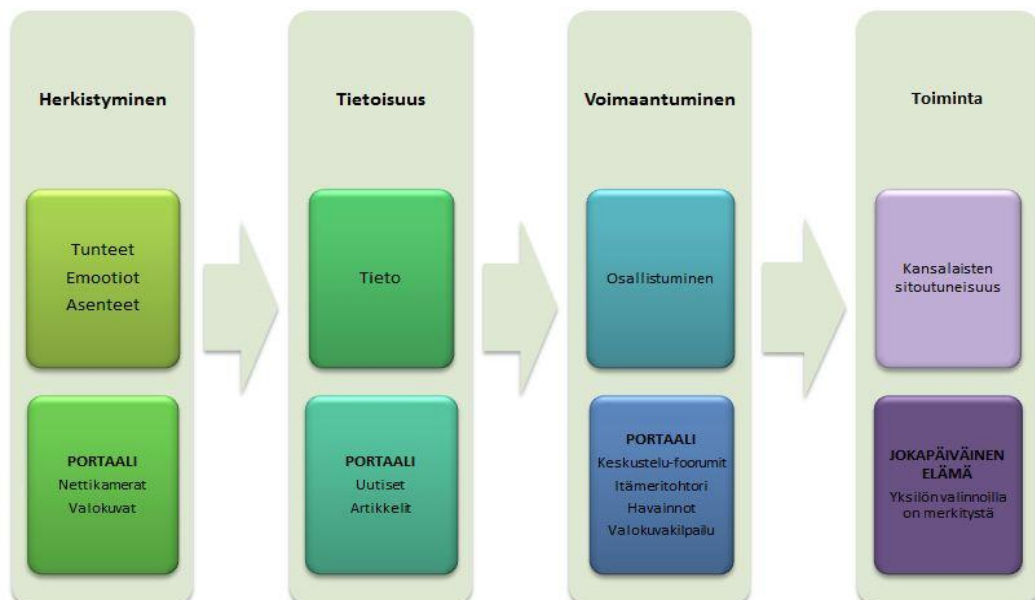 Herkistyminen
Tunteet
Emootiot
Asenteet
PORTAALI
Nettikamerat
Valokuvat
Tietoisuus
Tieto
PORTAALI
Uutiset
Artikkelit
Voimaantuminen
Osallistuminen
PORTAALI
Keskustelu-foorumit
Itämeritohtori
Havainnot
Valokuvakilpailu
Toiminta
Kansalaisten
sitoutuneisuus
JOKAPÄIVÄINEN
ELÄMÄ
Yksilön valinnoilla
on merkitystä